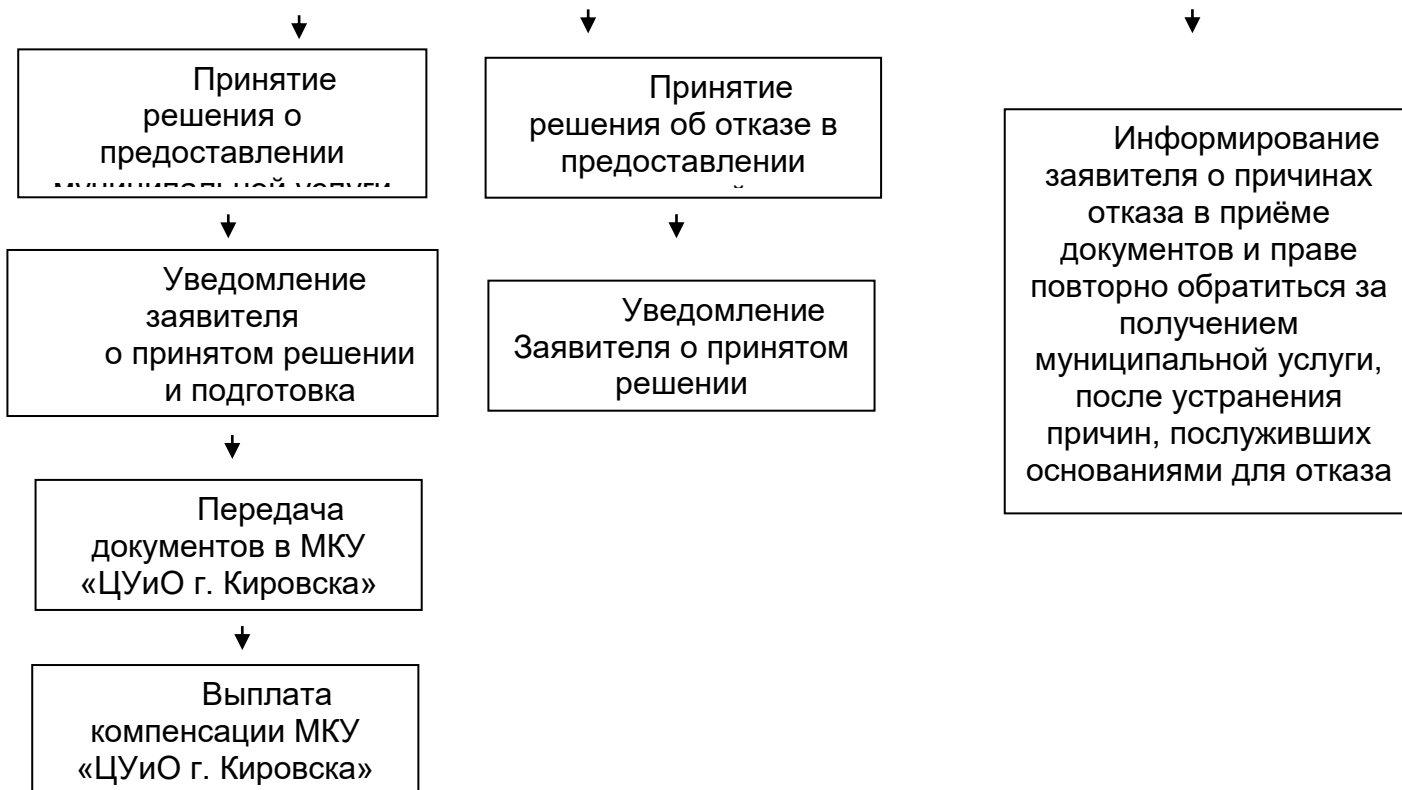 Принятие
решения о
предоставлении
муниципальной услуги
Уведомление
заявителя
о принятом решении
и подготовка
Передача
документов в МКУ
«ЦУиО г. Кировска»
Выплата
компенсации МКУ
«ЦУиО г. Кировска»
Принятие
решения об отказе в
предоставлении
Уведомление
Заявителя о принятом
решении
Информирование
заявителя о причинах
отказа в приёме
документов и праве
повторно обратиться за
получением
муниципальной услуги,
после устранения
причин, послуживших
основаниями для отказа